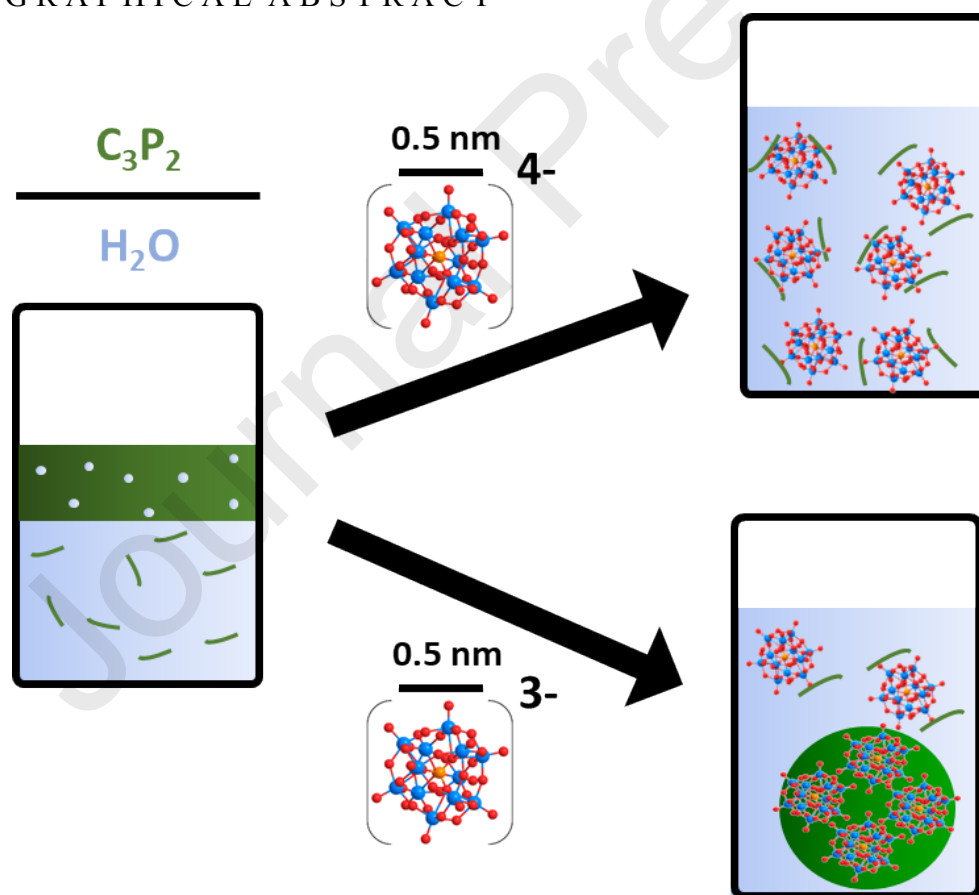 GRAPHICAL ABSTRACT
Journal Pre
C₃P₂
H₂O
0.5 nm
4-
0.5 nm
3-